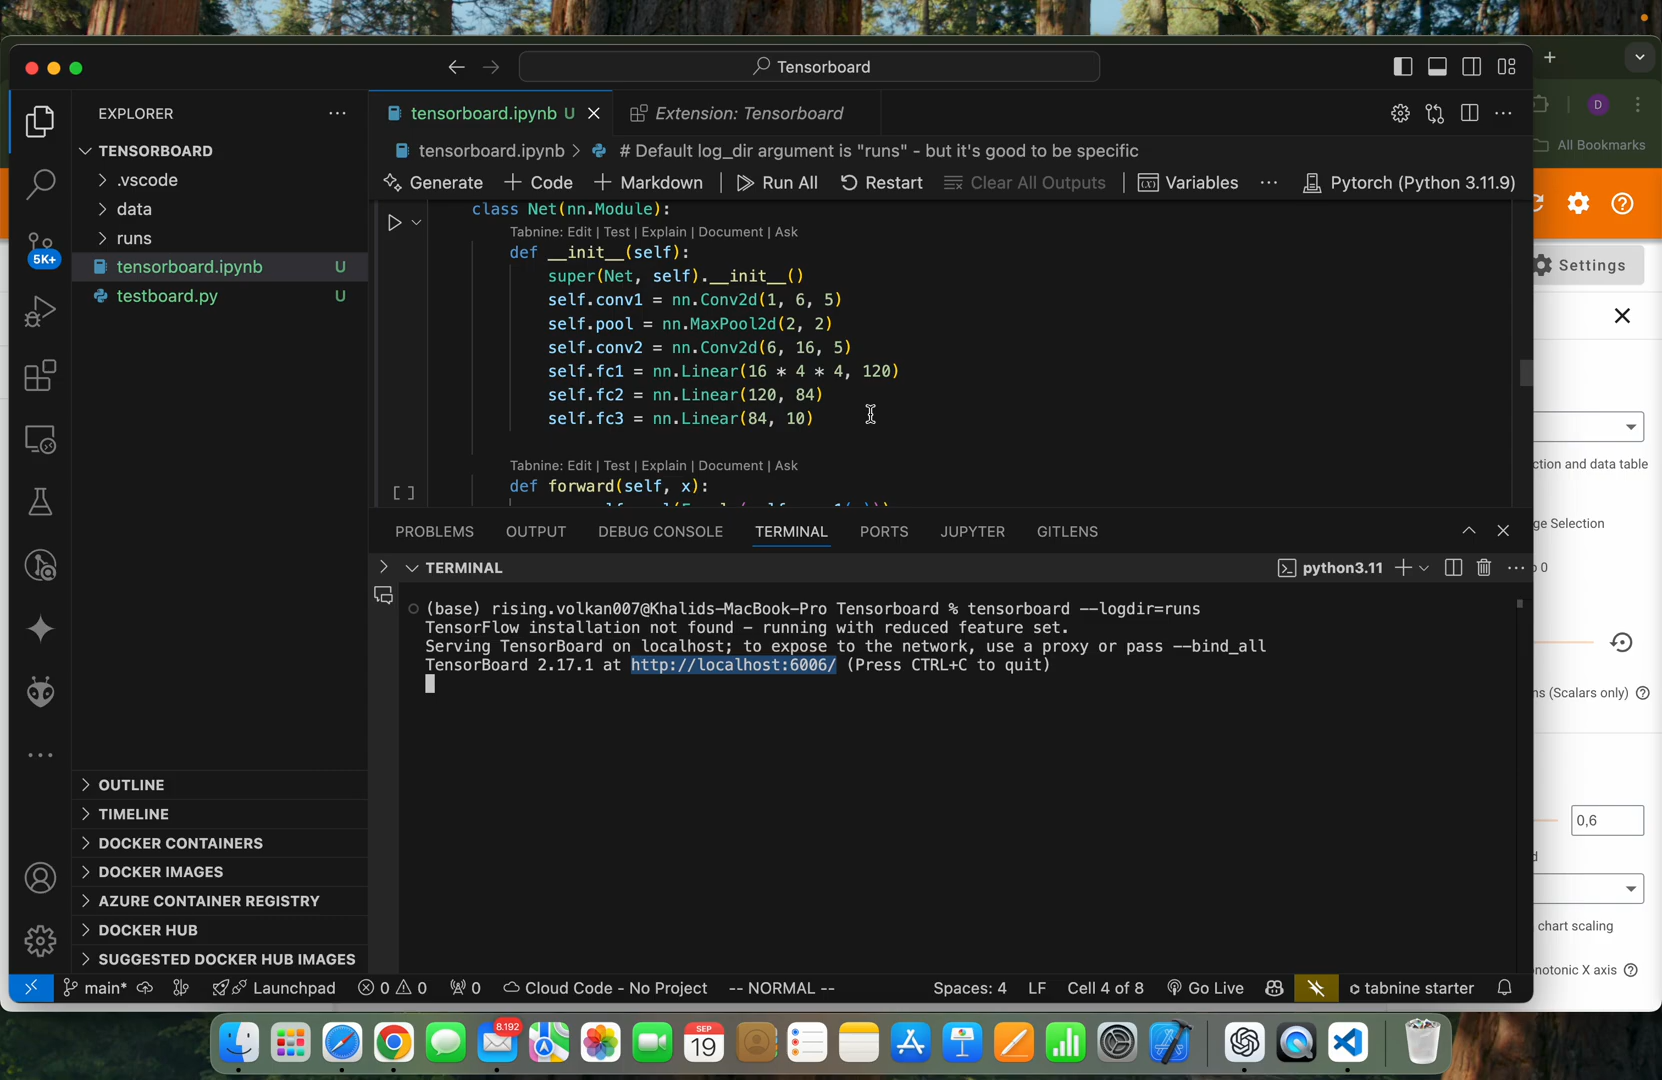 Tensorboard
EXPLORER
TENSORBOARD
.vscode
data
runs
tensorboard.ipynb U
testboard.py U
5K+
OUTLINE
TIMELINE
DOCKER CONTAINERS
DOCKER IMAGES
AZURE CONTAINER REGISTRY
DOCKER HUB
SUGGESTED DOCKER HUB IMAGES
tensorboard.ipynb U
Extension: Tensorboard
tensorboard.ipynb > # Default log_dir argument is "runs" - but it's good to be specific
Generate + Code + Markdown Run All Restart Clear All Outputs Variables ··· Pytorch (Python 3.11.9)
class Net(nn.Module):
Tabnine: Edit | Test | Explain | Document | Ask
def __init__(self):
super(Net, self).__init__()
self.conv1 = nn.Conv2d(1, 6, 5)
self.pool = nn.MaxPool2d(2, 2)
self.conv2 = nn.Conv2d(6, 16, 5)
self.fc1 = nn.Linear(16 * 4 * 4, 120)
self.fc2 = nn.Linear(120, 84)
self.fc3 = nn.Linear(84, 10)
Tabnine: Edit | Test | Explain | Document | Ask
def forward(self, x):
[ ]
PROBLEMS OUTPUT DEBUG CONSOLE TERMINAL PORTS JUPYTER GITLENS
TERMINAL
python3.11
(base) rising.volkan007@Khalids-MacBook-Pro Tensorboard % tensorboard --logdir=runs
TensorFlow installation not found - running with reduced feature set.
Serving TensorBoard on localhost; to expose to the network, use a proxy or pass --bind_all
TensorBoard 2.17.1 at http://localhost:6006/ (Press CTRL+C to quit)
main* Launchpad 0 0 0 Cloud Code - No Project -- NORMAL -- Spaces: 4 LF Cell 4 of 8 Go Live tabnine starter
D
All Bookmarks
Settings
ction and data table
ge Selection
0
ns (Scalars only)
0,6
d
chart scaling
notonic X axis
8.192
SEP
19